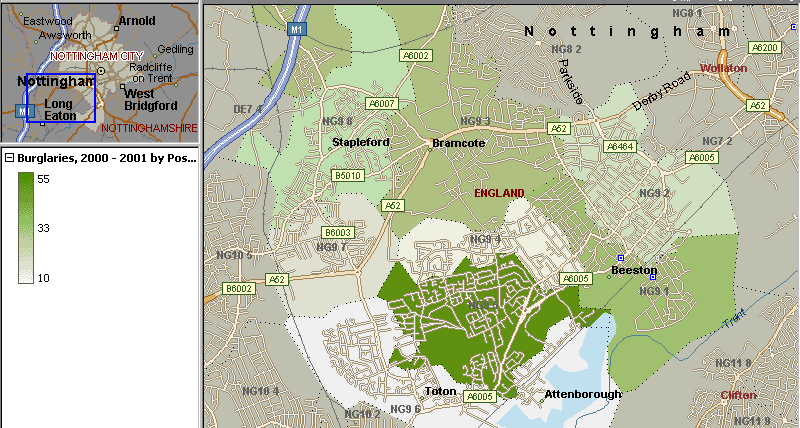 Eastwood
Arnold
Awsworth
Gedling
NOTTINGHAM CITY
Radcliffe
on Trent
Nottingham
West
Bridgford
Long
Eaton
M1
NOTTINGHAMSHIRE
Burglaries, 2000 - 2001 by Pos...
55
33
10
NG8 1
M1
Nottingham
A6200
NG8 2
A6002
Wollaton
Parkside
Derby Road
A6007
A52
DE7 4
NG9 8
NG9 3
A52
Stapleford
Bramcote
A6464
NG7 2
A6005
B5010
ENGLAND
NG9 2
A52
B6003
NG9 7
NG9 4
NG10 5
A52
B6002
A6005
Beeston
NG9 1
Trent
NG11 8
NG10 4
Toton
A6005
Attenborough
Clifton
NG10 2
NG9 6
NG11 9